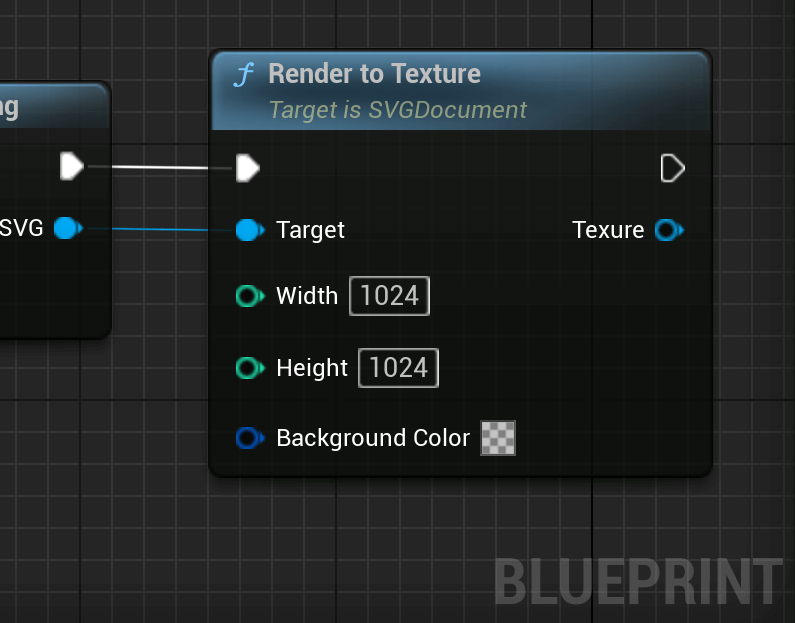 ng
SVG
f Render to Texture
Target is SVGDocument
Target
Texure
Width 1024
Height 1024
Background Color
BLUEPRINT